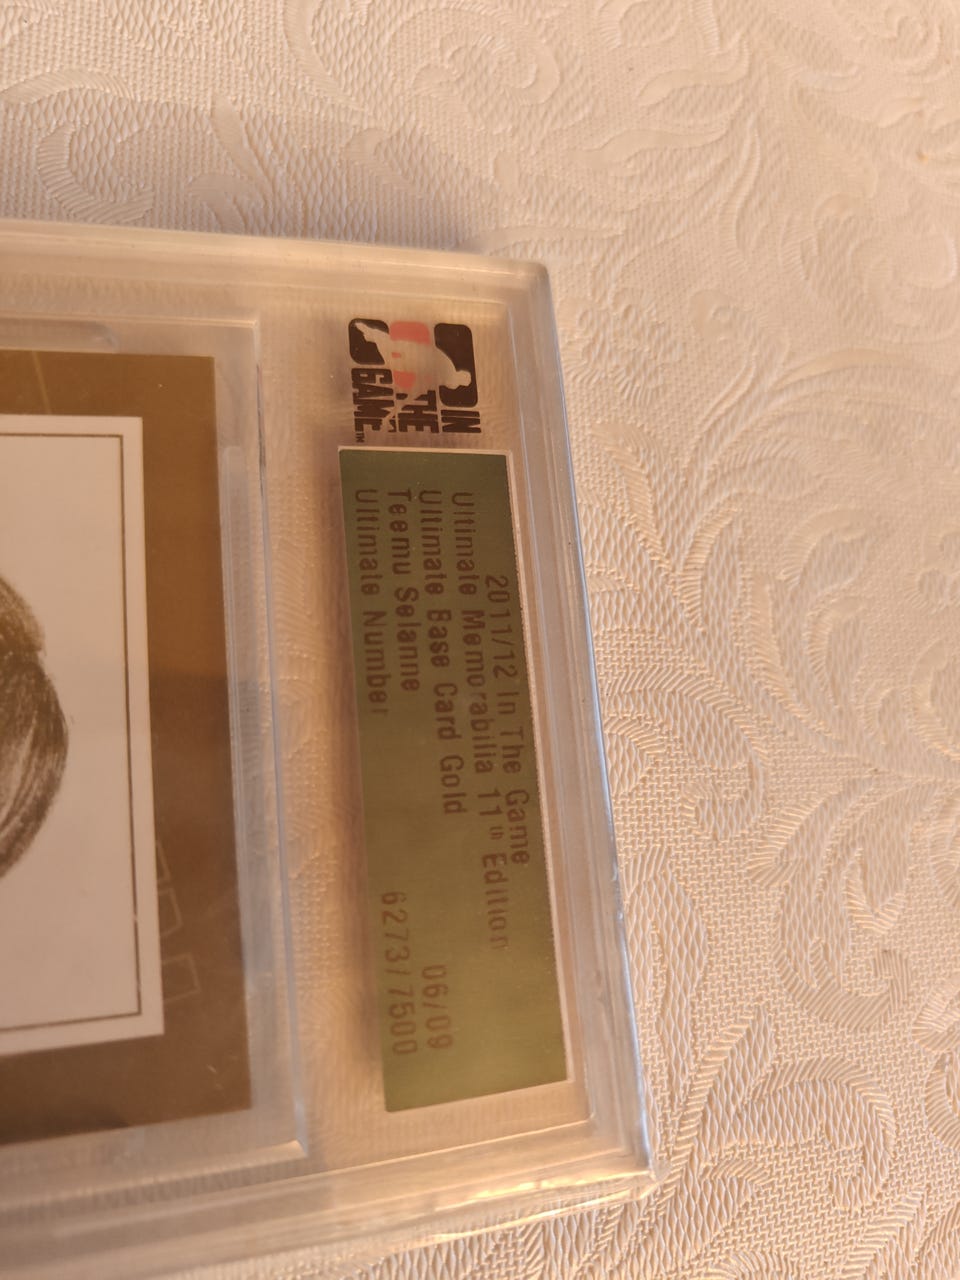 IN
THE
GAME™
2011/12 In The Game
Ultimate Memorabilia 11th Edition
Ultimate Base Card Gold 06/09
Teemu Selanne
Ultimate Number 6273/7500